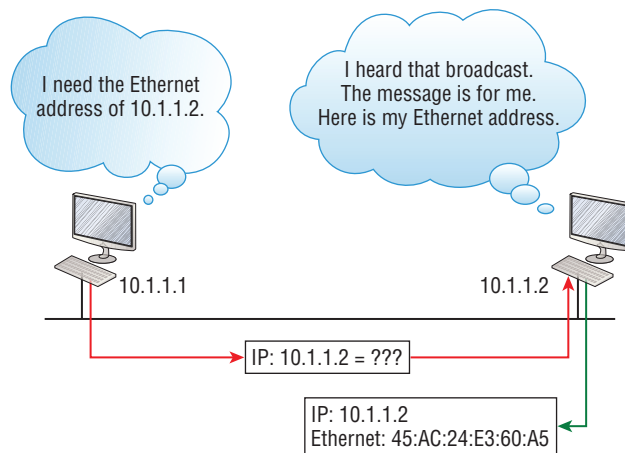 I need the Ethernet
address of 10.1.1.2.
I heard that broadcast.
The message is for me.
Here is my Ethernet address.
10.1.1.1
10.1.1.2
IP: 10.1.1.2 = ???
IP: 10.1.1.2
Ethernet: 45:AC:24:E3:60:A5